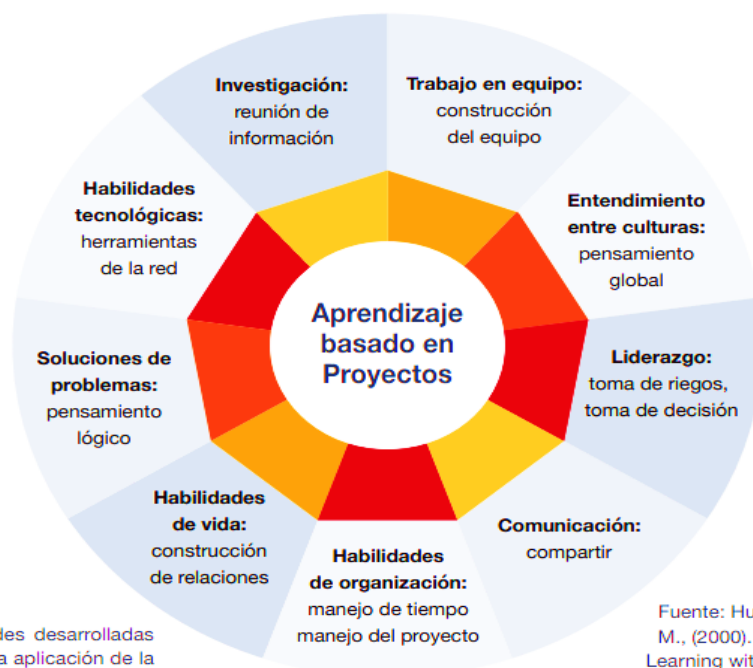 Investigación:
reunión de
información
Trabajo en equipo:
construcción
del equipo
Entendimiento
entre culturas:
pensamiento
global
Liderazgo:
toma de riegos,
toma de decisión
Comunicación:
compartir
Habilidades
de organización:
manejo de tiempo
manejo del proyecto
Habilidades
de vida:
construcción
de relaciones
Soluciones de
problemas:
pensamiento
lógico
Habilidades
tecnológicas:
herramientas
de la red
Aprendizaje
basado en
Proyectos
des desarrolladas
a aplicación de la
Fuente: Hu
M., (2000).
Learning wit